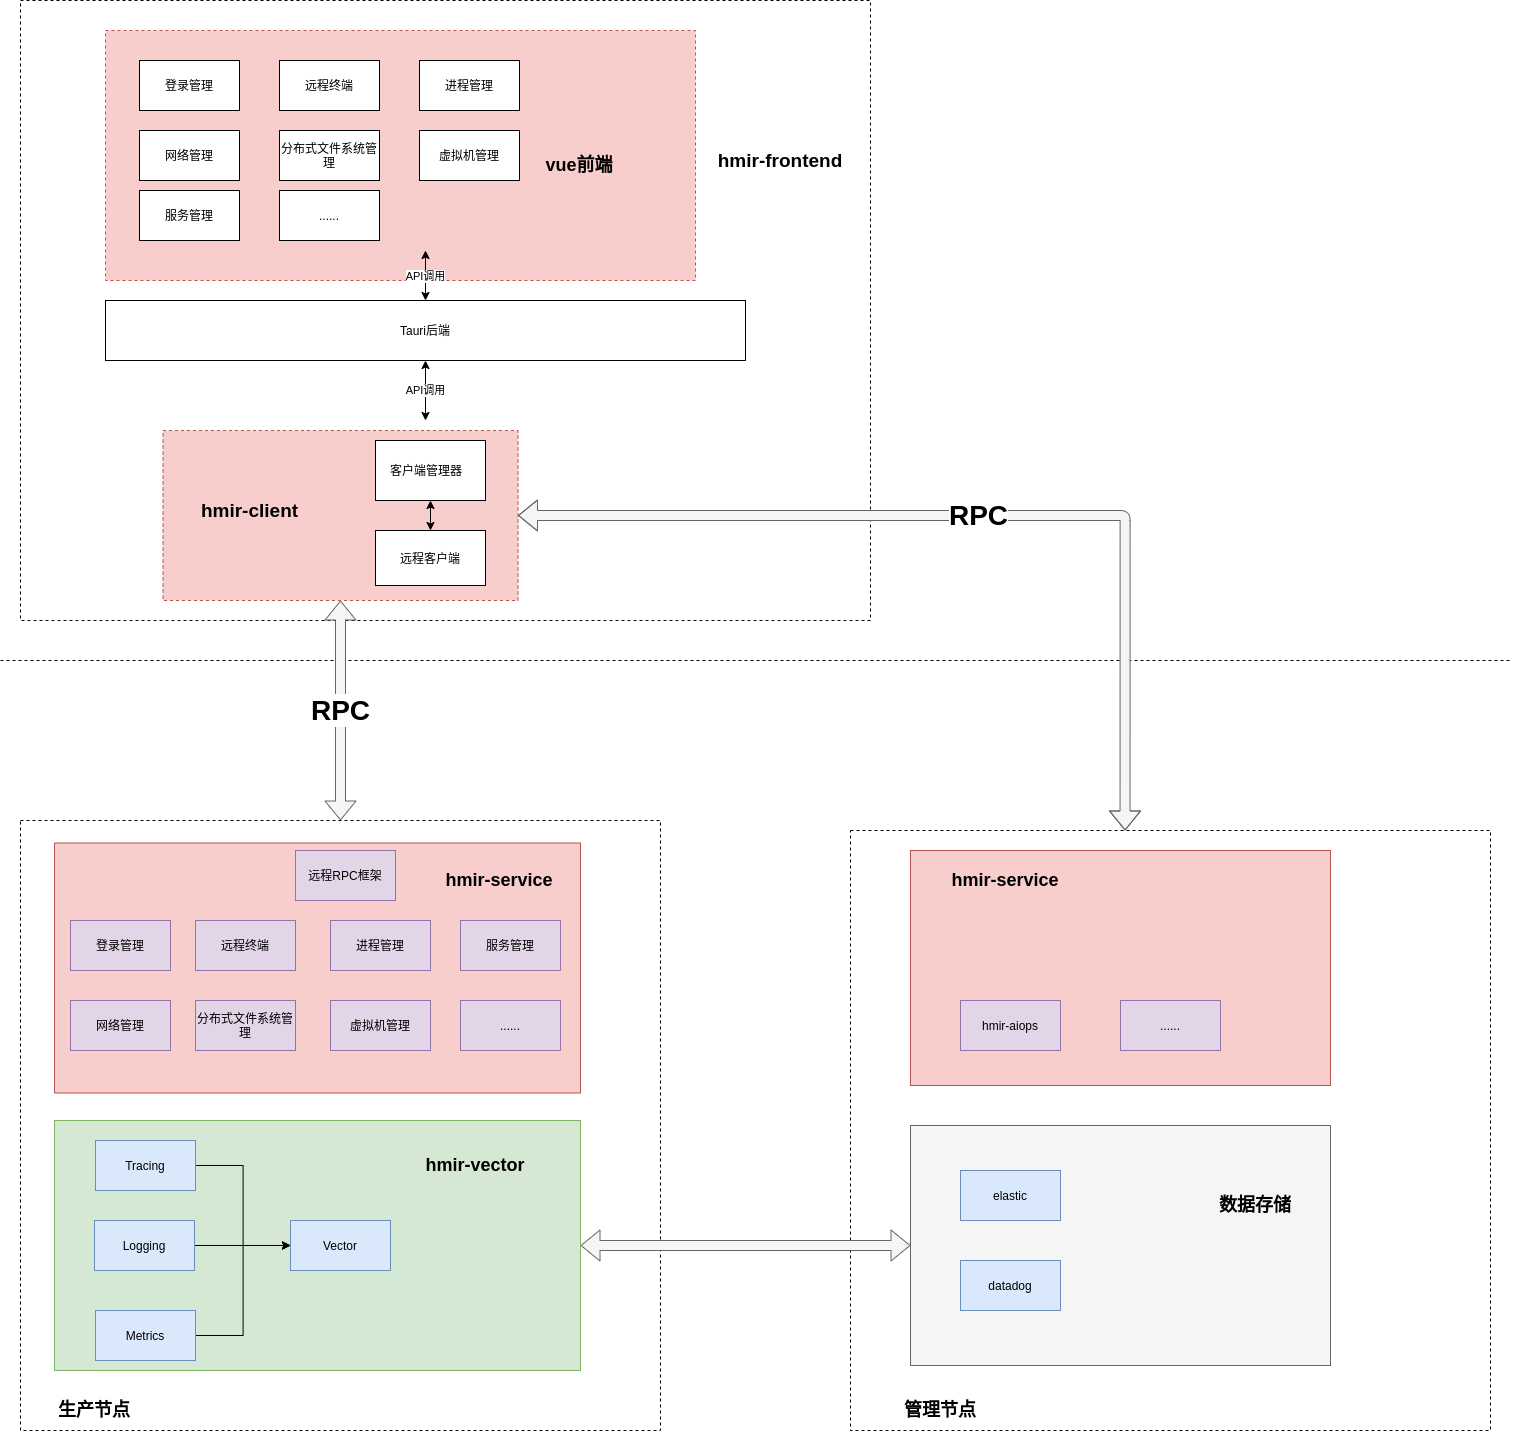 登录管理
远程终端
进程管理
网络管理
分布式文件系统管
理
虚拟机管理
vue前端
hmir-frontend
服务管理
......
API调用
Tauri后端
API调用
客户端管理器
hmir-client
远程客户端
RPC
RPC
远程RPC框架
hmir-service
登录管理
远程终端
进程管理
服务管理
网络管理
分布式文件系统管
理
虚拟机管理
......
hmir-service
hmir-aiops
......
Tracing
hmir-vector
Logging
Vector
Metrics
生产节点
elastic
数据存储
datadog
管理节点